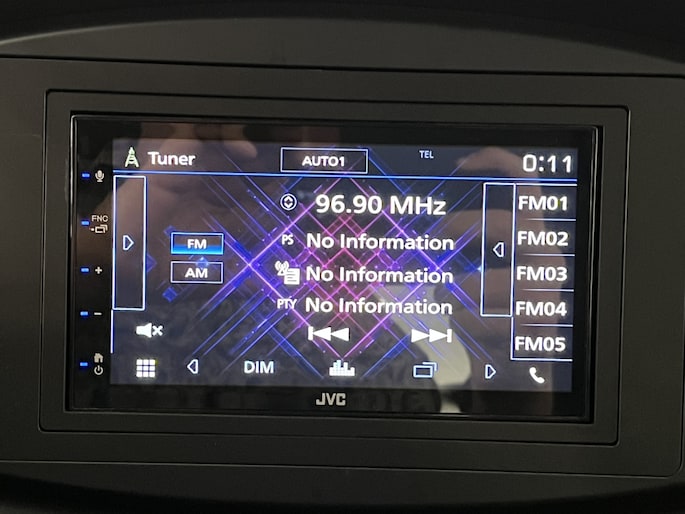 Tuner AUTO1 TEL 0:11
96.90 MHz FM01
FNC
FM PS No Information FM02
AM No Information FM03
PTY No Information FM04
FM05
DIM
JVC